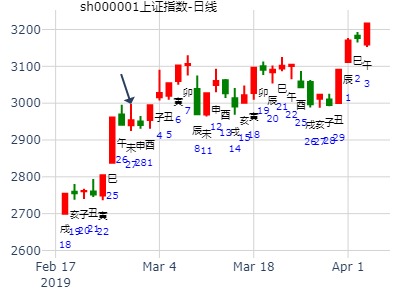 sh000001上证指数-日线
3200
3100
3000
2900
2800
2700
2600
戌
18
亥
19
子
20
丑
21
寅
22
巳
25
午
26
未
27
申
28
酉
1
子
4
丑
5
寅
6
卯
7
辰
8
未
11
申
12
酉
13
戌
14
亥
15
寅
18
卯
19
辰
20
巳
21
午
22
酉
25
戌
26
亥
27
子
28
丑
29
辰
1
巳
2
午
3
Feb 17
2019
Mar 4
Mar 18
Apr 1